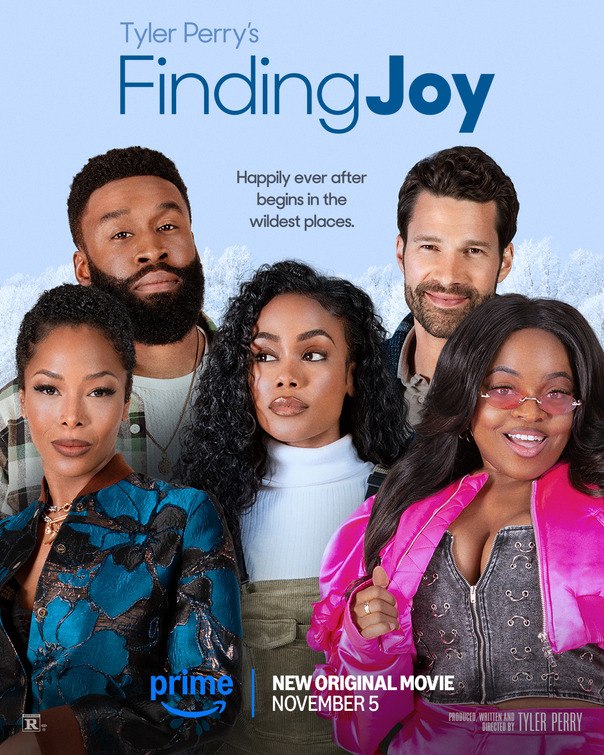 Tyler Perry's
FindingJoy
Happily ever after
begins in the
wildest places.
prime
NEW ORIGINAL MOVIE
NOVEMBER 5
R
PRODUCED, WRITTEN AND
DIRECTED BY TYLER PERRY